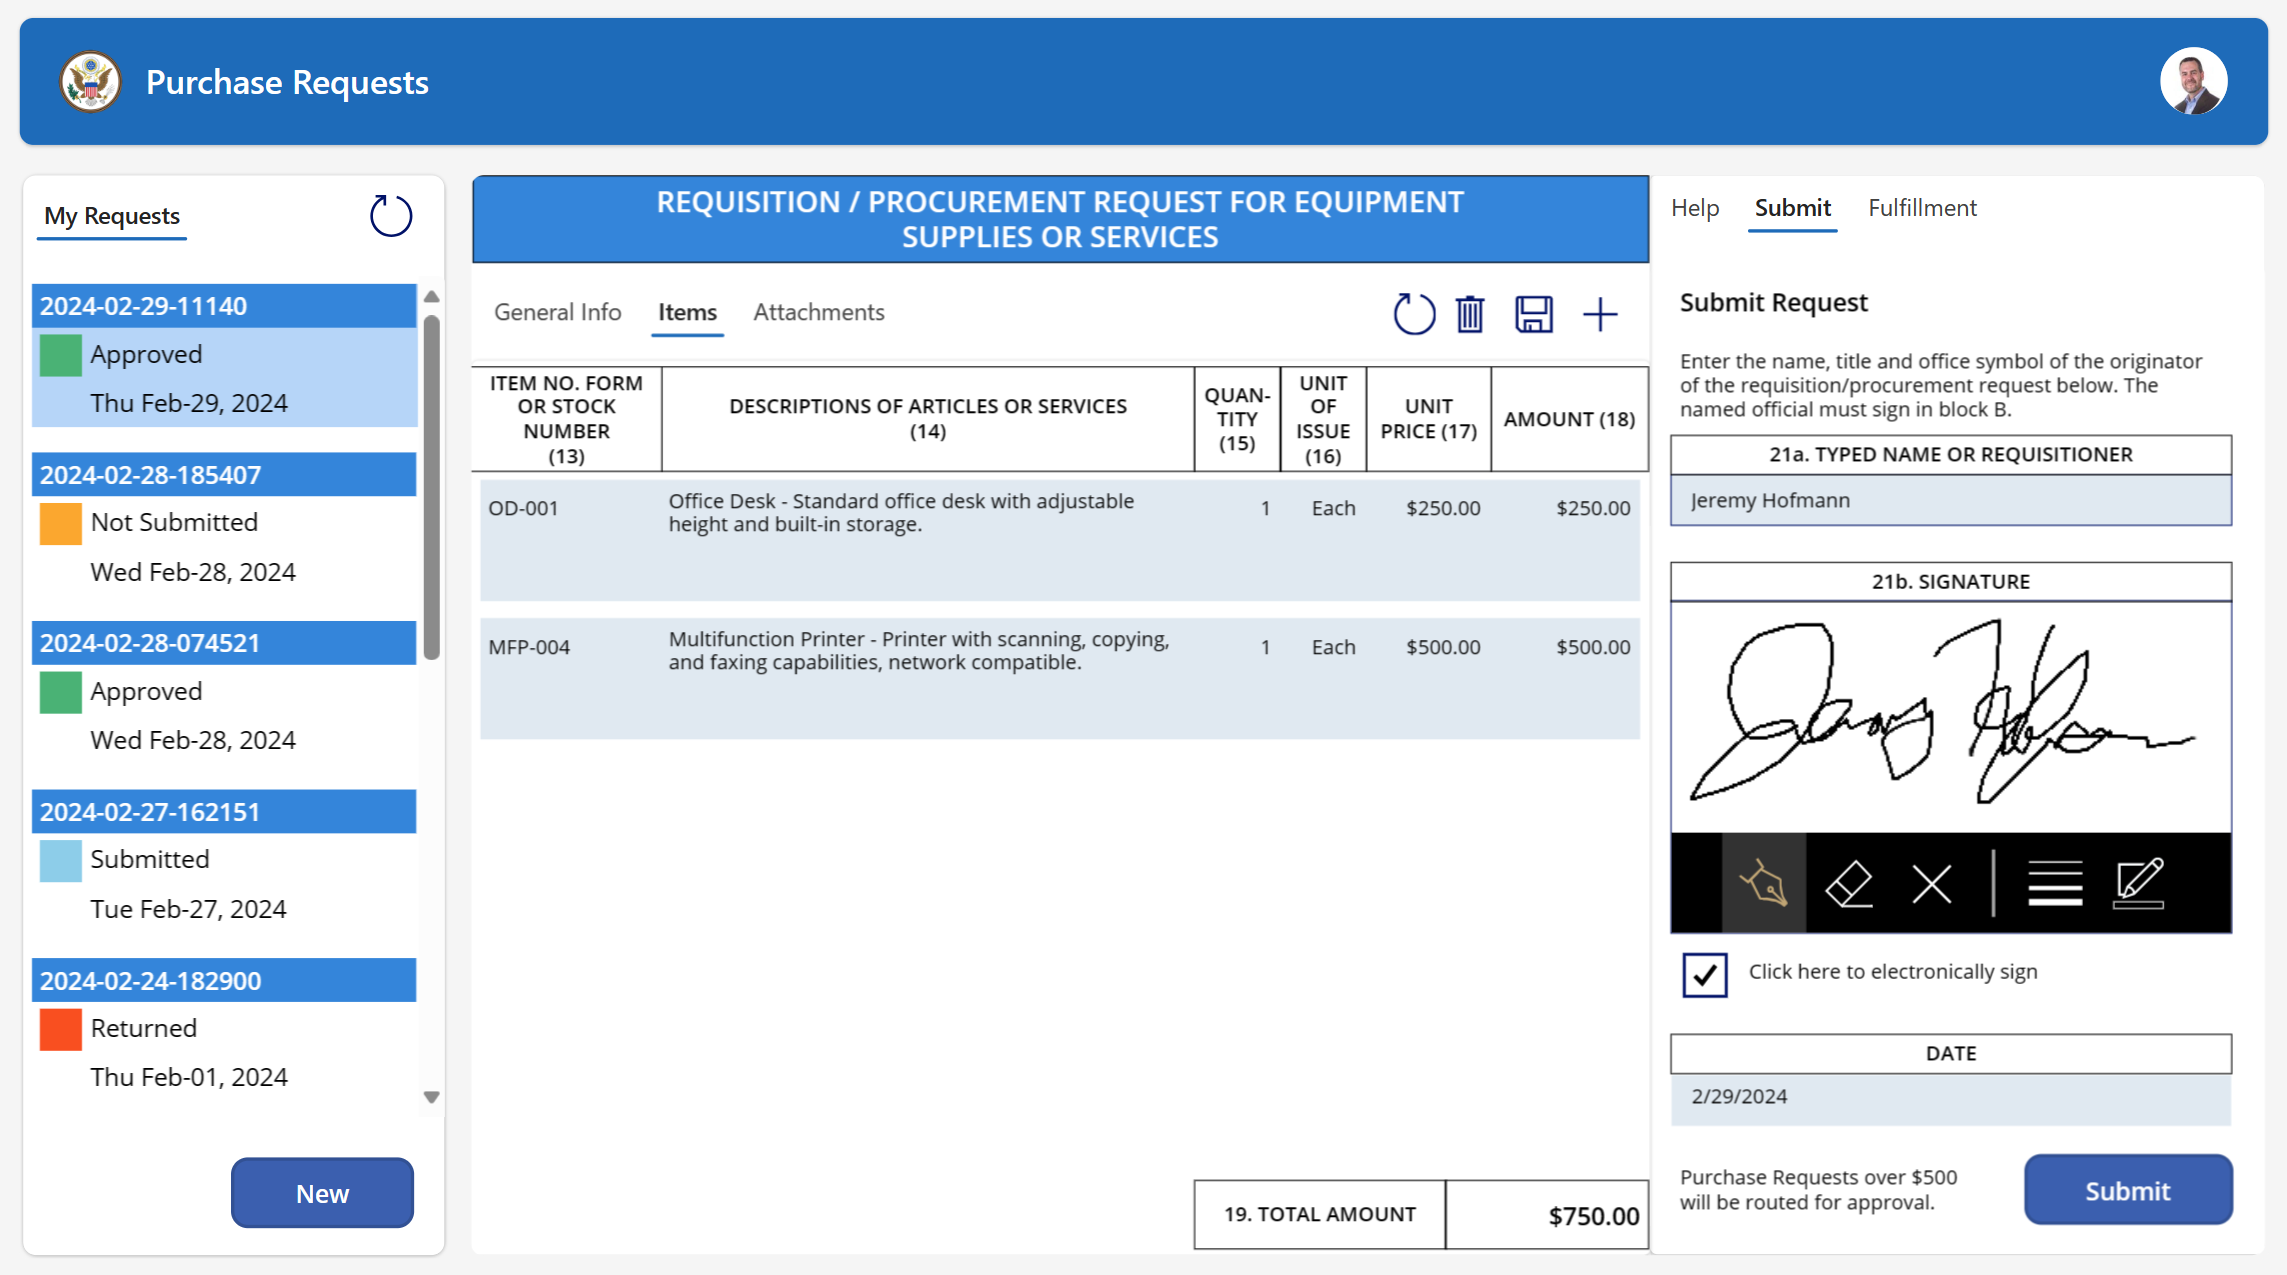 Purchase Requests
My Requests
2024-02-29-11140
Approved
Thu Feb-29, 2024
2024-02-28-185407
Not Submitted
Wed Feb-28, 2024
2024-02-28-074521
Approved
Wed Feb-28, 2024
2024-02-27-162151
Submitted
Tue Feb-27, 2024
2024-02-24-182900
Returned
Thu Feb-01, 2024
New
REQUISITION / PROCUREMENT REQUEST FOR EQUIPMENT
SUPPLIES OR SERVICES
General Info Items Attachments
ITEM NO. FORM
OR STOCK
NUMBER
(13)
DESCRIPTIONS OF ARTICLES OR SERVICES
(14)
QUAN-
TITY
(15)
UNIT
OF
ISSUE
(16)
UNIT
PRICE (17)
AMOUNT (18)
OD-001
Office Desk - Standard office desk with adjustable
height and built-in storage.
1
Each
$250.00
$250.00
MFP-004
Multifunction Printer - Printer with scanning, copying,
and faxing capabilities, network compatible.
1
Each
$500.00
$500.00
19. TOTAL AMOUNT
$750.00
Help Submit Fulfillment
Submit Request
Enter the name, title and office symbol of the originator
of the requisition/procurement request below. The
named official must sign in block B.
21a. TYPED NAME OR REQUISITIONER
Jeremy Hofmann
21b. SIGNATURE
Click here to electronically sign
DATE
2/29/2024
Purchase Requests over $500
will be routed for approval.
Submit